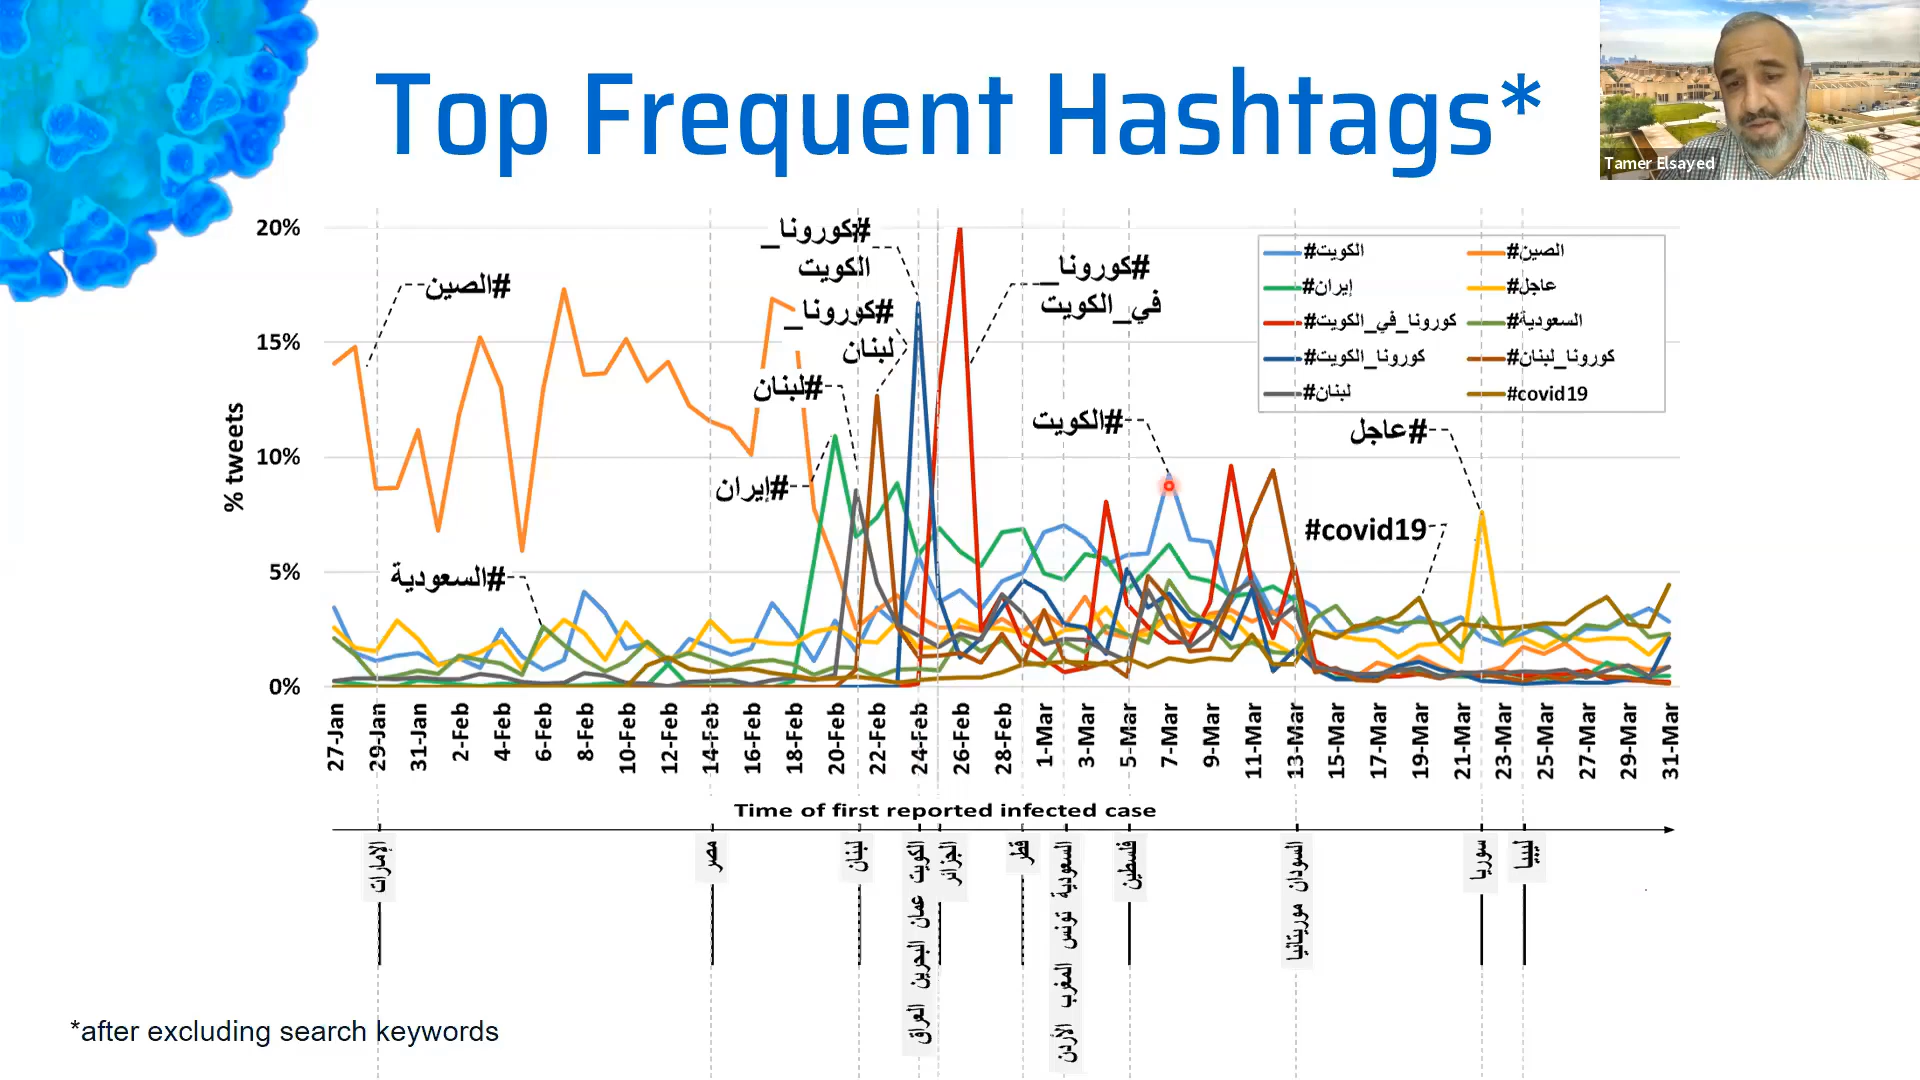 Top Frequent Hashtags*
Tamer Elsayed
% tweets
20%
15%
10%
5%
0%
#الصين
#السعودية
#كورونا_
الكويت
#كورونا_
لبنان
#لبنان
#إيران
#كورونا_
في_الكويت
#الكويت
#عاجل
#covid19
#الكويت
#الصين
#إيران
#عاجل
#كورونا_في_الكويت
#السعودية
#كورونا_الكويت
#كورونا_لبنان
#لبنان
#covid19
27-Jan
29-Jan
31-Jan
2-Feb
4-Feb
6-Feb
8-Feb
10-Feb
12-Feb
14-Feb
16-Feb
18-Feb
20-Feb
22-Feb
24-Feb
26-Feb
28-Feb
1-Mar
3-Mar
5-Mar
7-Mar
9-Mar
11-Mar
13-Mar
15-Mar
17-Mar
19-Mar
21-Mar
23-Mar
25-Mar
27-Mar
29-Mar
31-Mar
Time of first reported infected case
الإمارات
مصر
لبنان
الكويت عمان البحرين العراق
الجزائر
قطر
السعودية تونس المغرب الأردن
فلسطين
السودان موريتانيا
سوريا
ليبيا
*after excluding search keywords